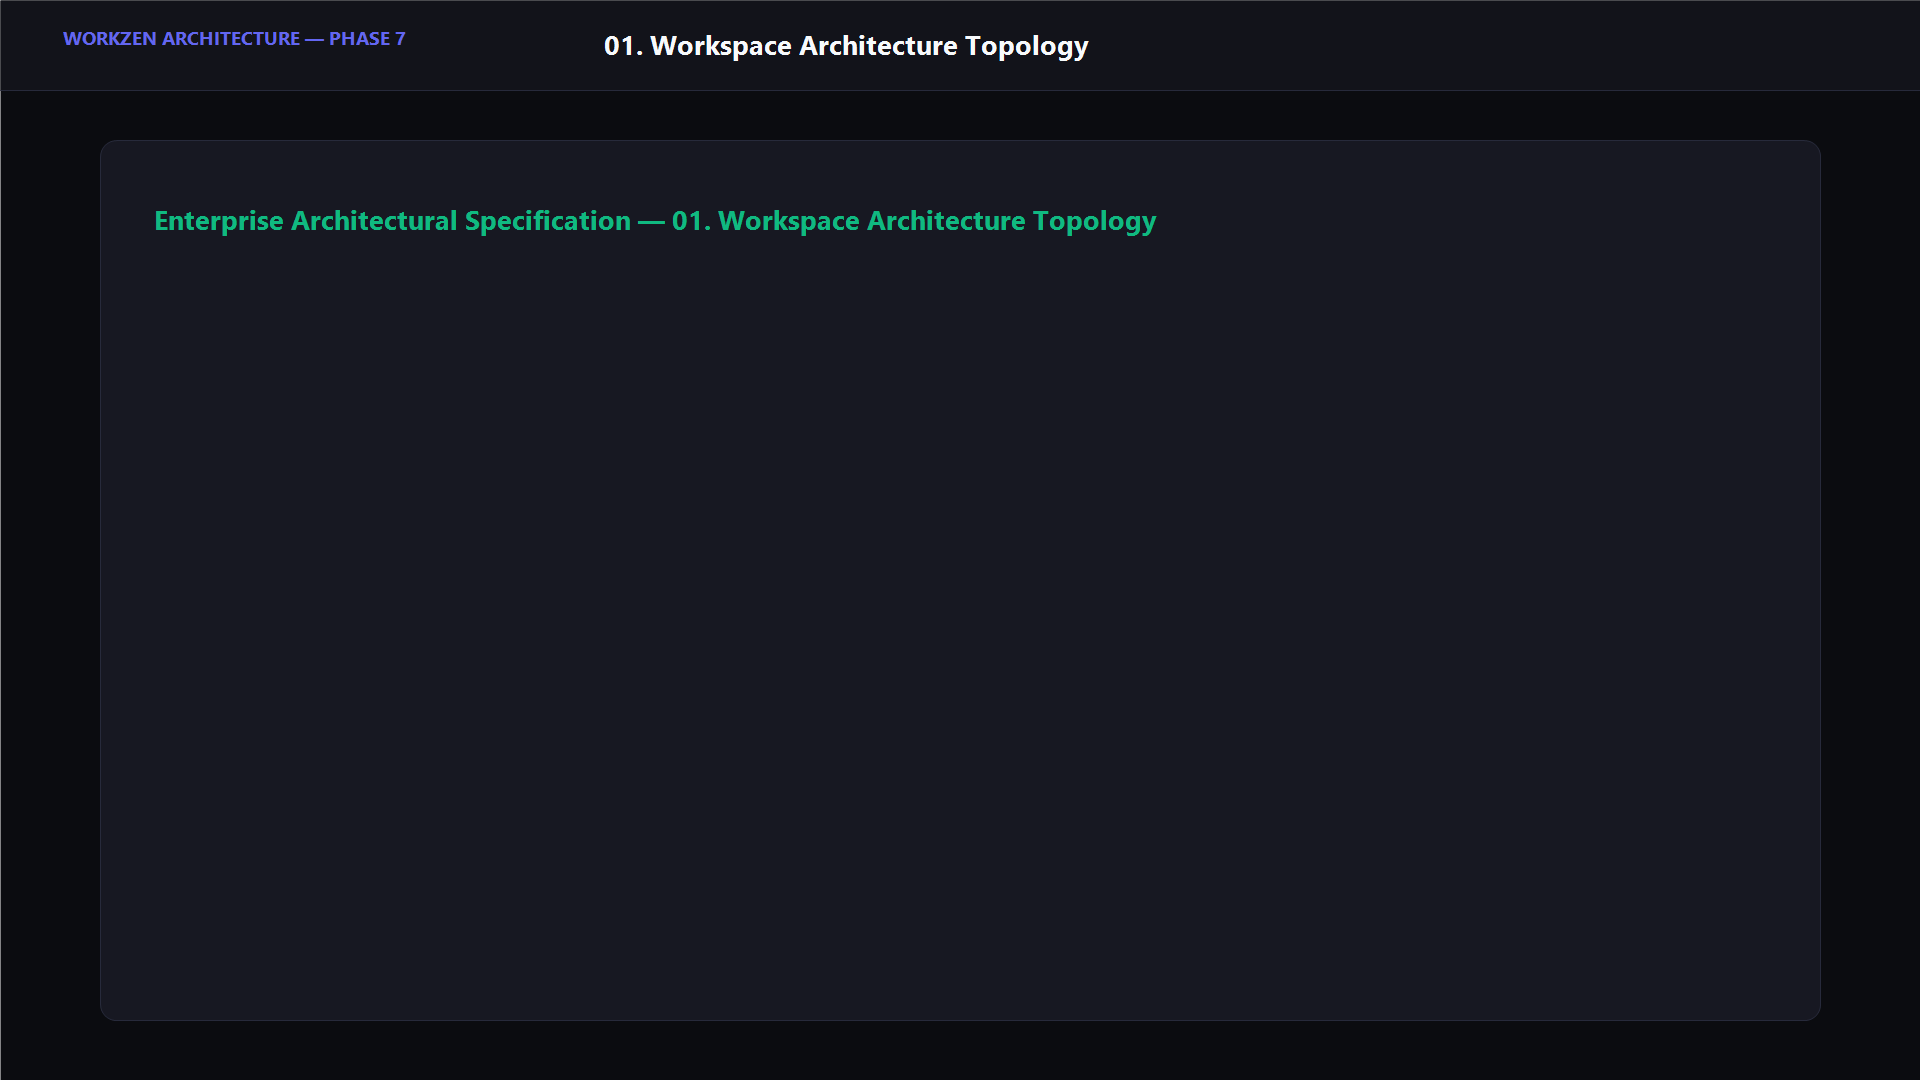 WORKZEN ARCHITECTURE — PHASE 7
01. Workspace Architecture Topology
Enterprise Architectural Specification — 01. Workspace Architecture Topology